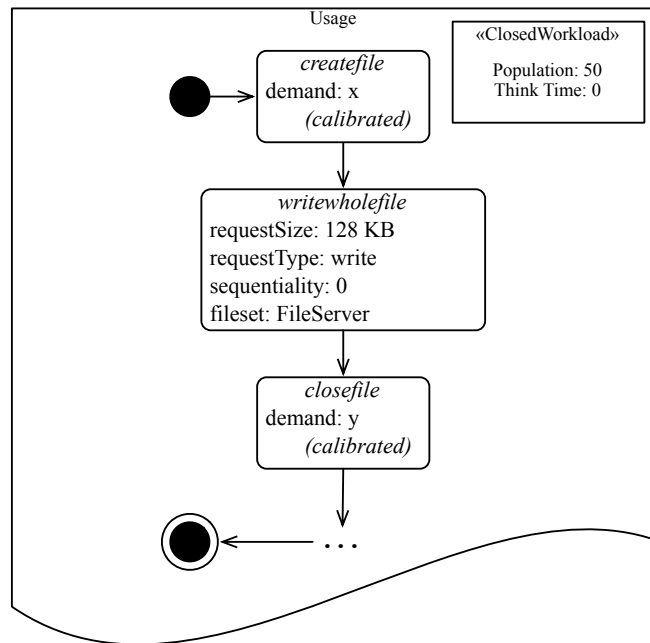 Usage
«ClosedWorkload»
Population: 50
Think Time: 0
createfile
demand: x
(calibrated)
writewholefile
requestSize: 128 KB
requestType: write
sequentiality: 0
fileset: FileServer
closefile
demand: y
(calibrated)
...